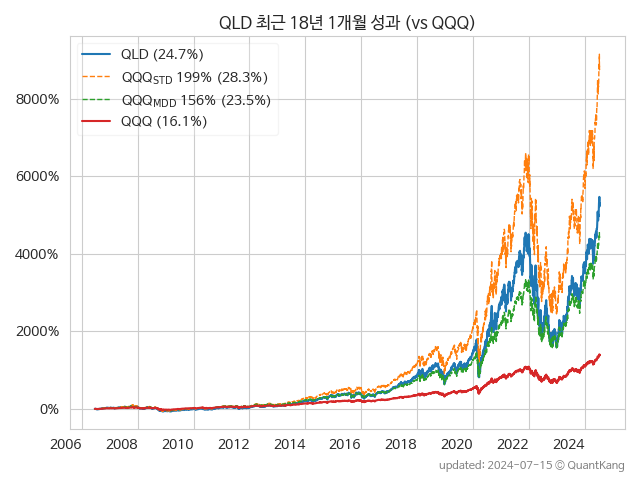 QLD 최근 18년 1개월 성과 (vs QQQ)
QLD (24.7%)
QQQSTD 199% (28.3%)
QQQMDD 156% (23.5%)
QQQ (16.1%)
8000%
6000%
4000%
2000%
0%
2006 2008 2010 2012 2014 2016 2018 2020 2022 2024
updated: 2024-07-15 © QuantKang